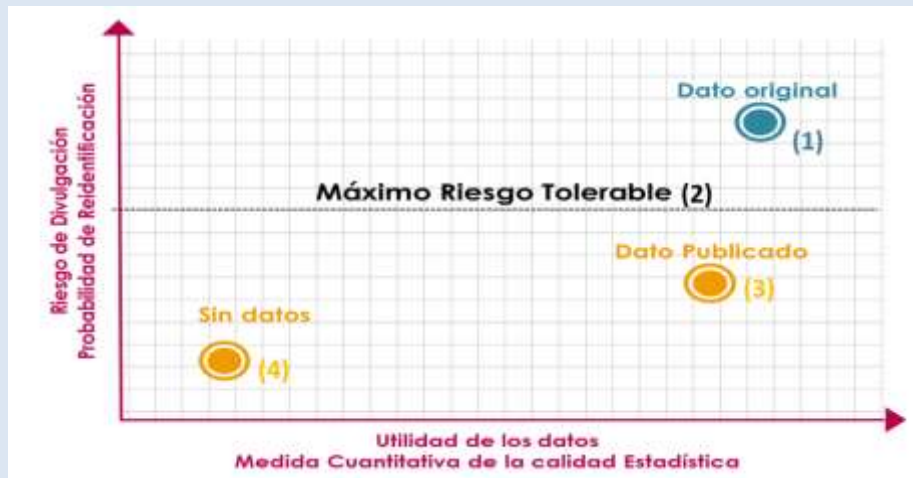 Riesgo de Divulgación
Probabilidad de Reidentificación
Dato original
(1)
Máximo Riesgo Tolerable (2)
Dato Publicado
(3)
Sin datos
(4)
Utilidad de los datos
Medida Cuantitativa de la calidad Estadística